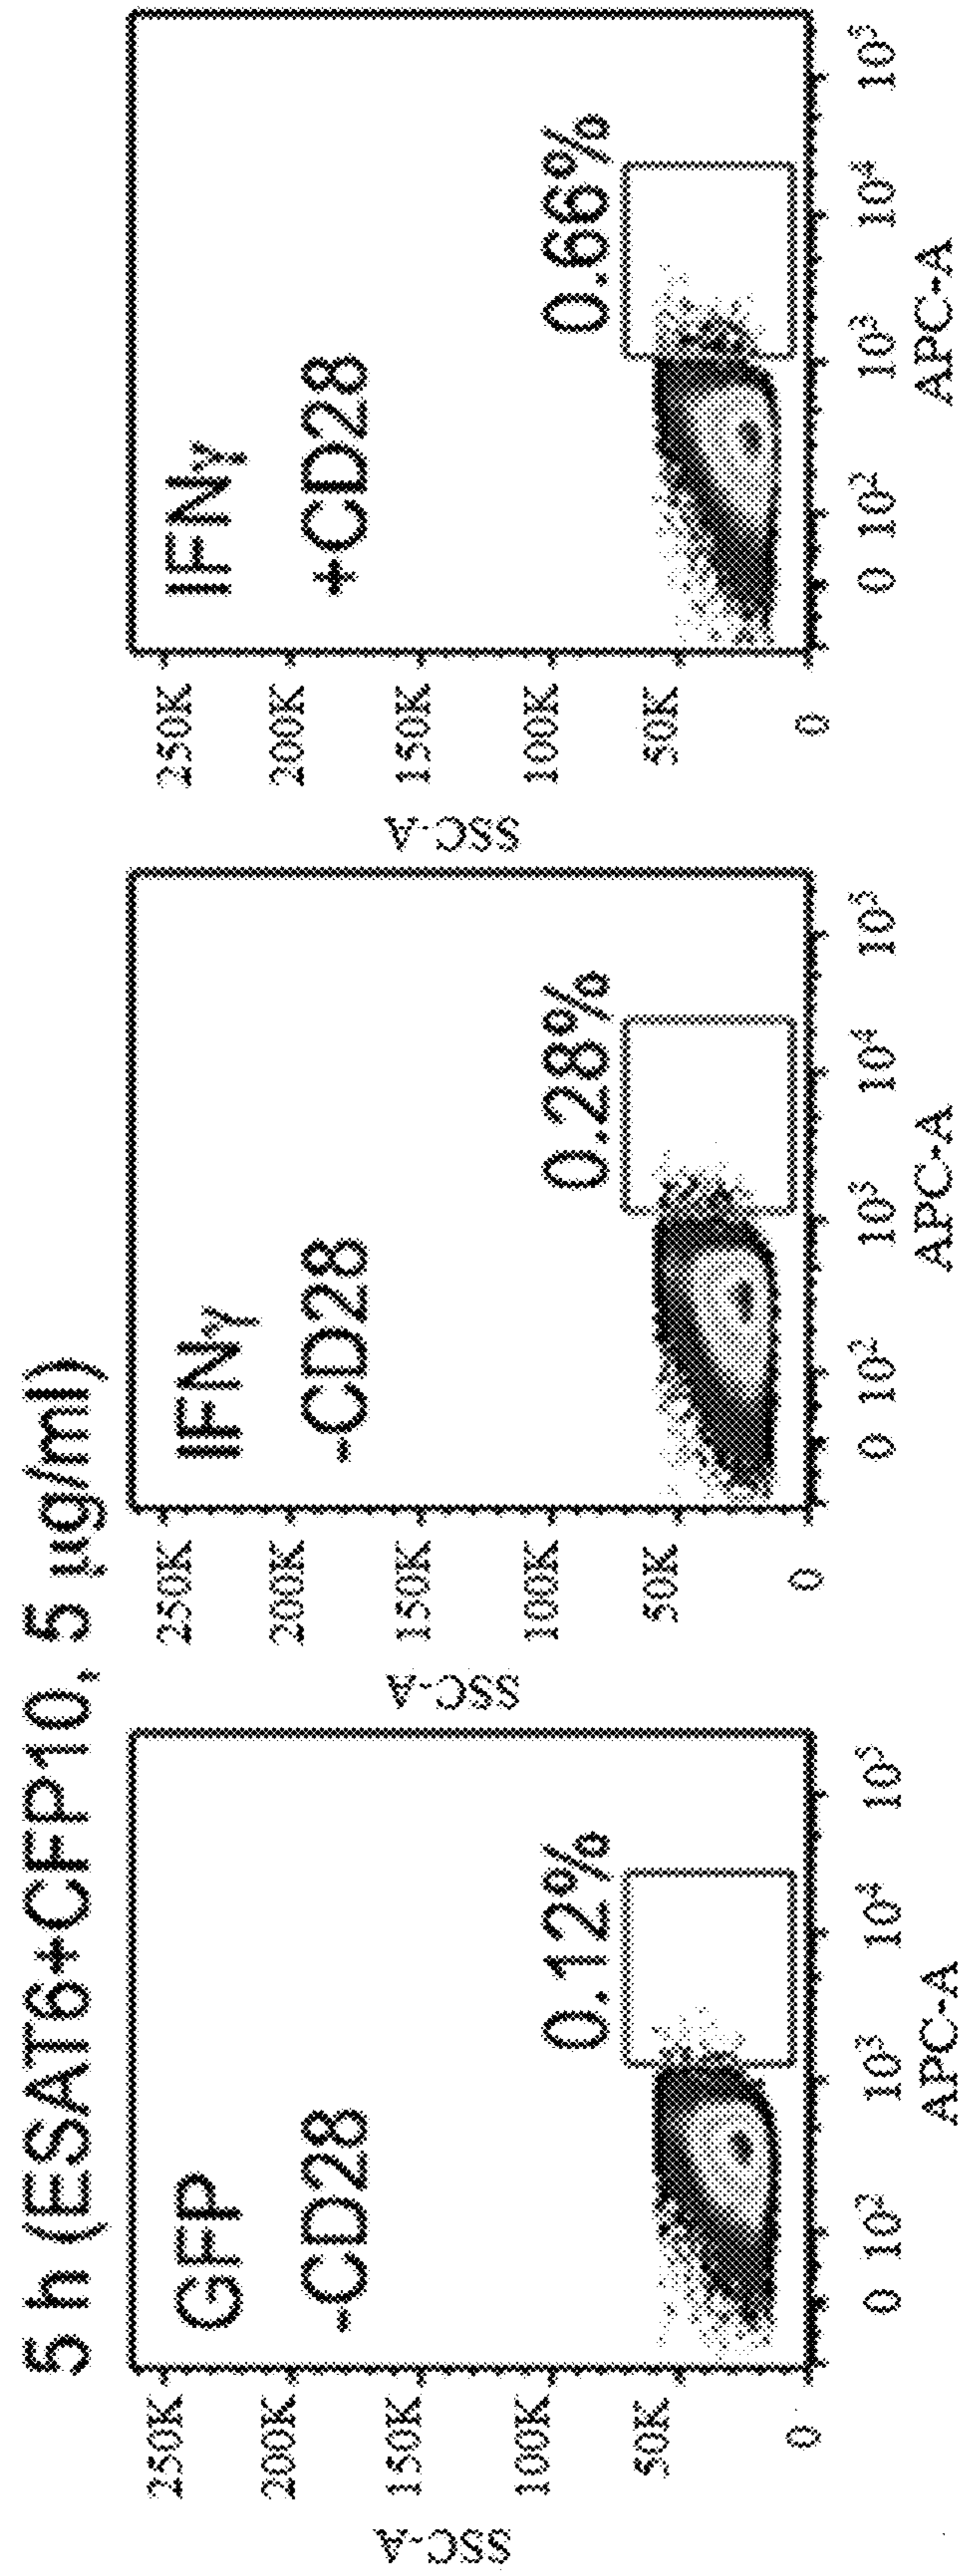 5 h (ESAT6+CFP10, 5 µg/ml)
GFP
-CD28
0.12%
250K
200K
150K
100K
50K
0
SSC-A
0 10² 10³ 10⁴ 10⁵
APC-A
IFNγ
-CD28
0.28%
250K
200K
150K
100K
50K
0
SSC-A
0 10² 10³ 10⁴ 10⁵
APC-A
IFNγ
+CD28
0.66%
250K
200K
150K
100K
50K
0
SSC-A
0 10² 10³ 10⁴ 10⁵
APC-A